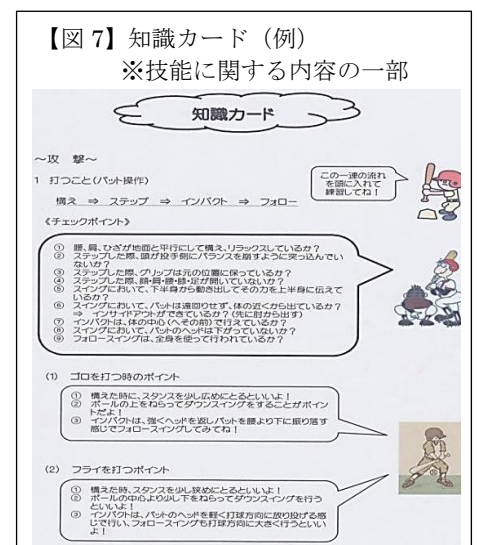 【図 7】知識カード（例）
※技能に関する内容の一部
知識カード
～攻　撃～
1　打つこと(バット操作)
この一連の流れ
を頭に入れて
練習してね！
構え　⇒　ステップ　⇒　インパクト　⇒　フォロー
《チェックポイント》
① 腰、肩、ひざが地面と平行にして構え、リラックスしているか？
② ステップした際、頭が投手側にバランスを崩すように突っ込んでい
ないか？
③ ステップした際、グリップは元の位置に保っているか？
④ ステップした際、顔・肩・腰・膝・足が開いていないか？
⑤ スイングにおいて、下半身から動き出してその力を上半身に伝えて
いるか？
⑥ スイングにおいて、バットは遠回りせず、体の近くから出ているか？
⇒　インサイドアウトができているか？(先に肘から出す)
⑦ インパクトは、体の中心(へその前)で行えているか？
⑧ スイングにおいて、バットのヘッドは下がっていないか？
⑨ フォロースイングは、全身を使って行われているか？
(1)　ゴロを打つ時のポイント
① 構えた時に、スタンスを少し広めにとるといいよ！
② ボールの上をねらってダウンスイングをすることがポイン
トだよ！
③ インパクトは、強くヘッドを返しバットを腰より下に振り落す
感じでフォロースイングしてみてね！
(2)　フライを打つポイント
① 構えた時、スタンスを少し狭めにとるといいよ！
② ボールの中心より少し下をねらってダウンスイングを行う
といいよ！
③ インパクトは、バットのヘッドを軽く打球方向に放り投げる感
じで行い、フォロースイングも打球方向に大きく行うといい
よ！